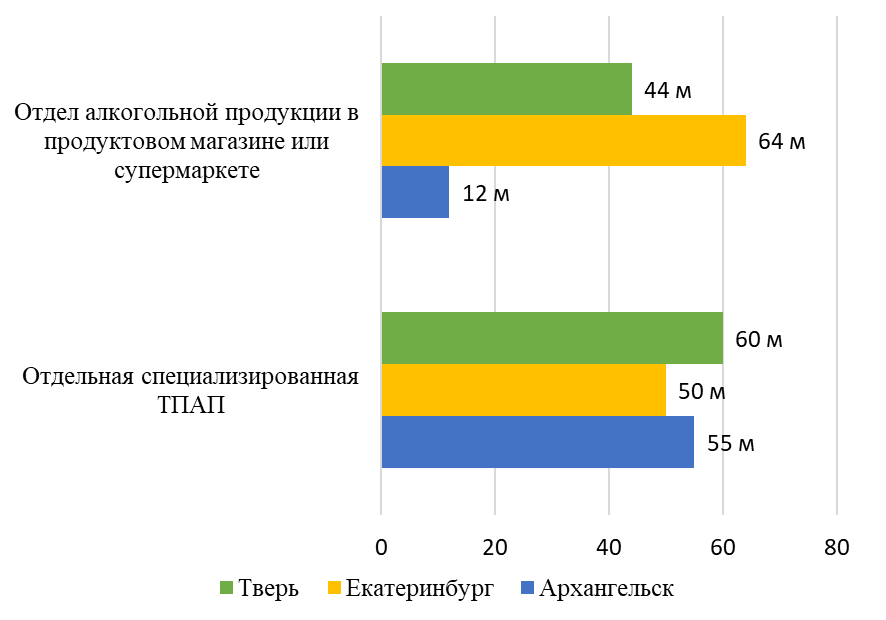 Отдел алкогольной продукции в
продуктовом магазине или
супермаркете
44 м
64 м
12 м
Отдельная специализированная
ТПАП
60 м
50 м
55 м
0 20 40 60 80
Тверь Екатеринбург Архангельск